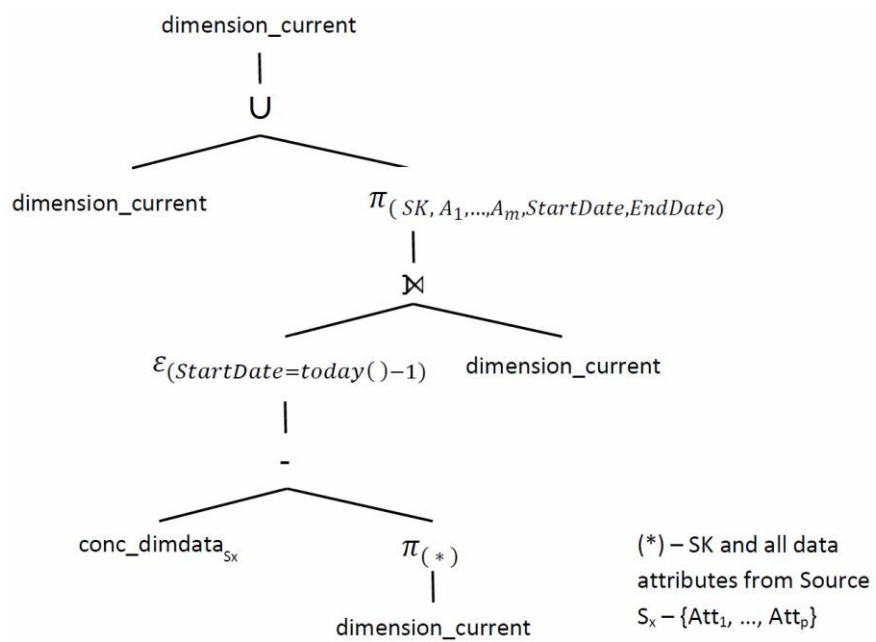 dimension_current
∪
dimension_current π( SK, A₁,...,Aₘ,StartDate,EndDate)
⟕
ε(StartDate=today()−1) dimension_current
-
conc_dimdataSx π( * )
dimension_current
(*) – SK and all data
attributes from Source
Sₓ – {Att₁, ..., Attₚ}